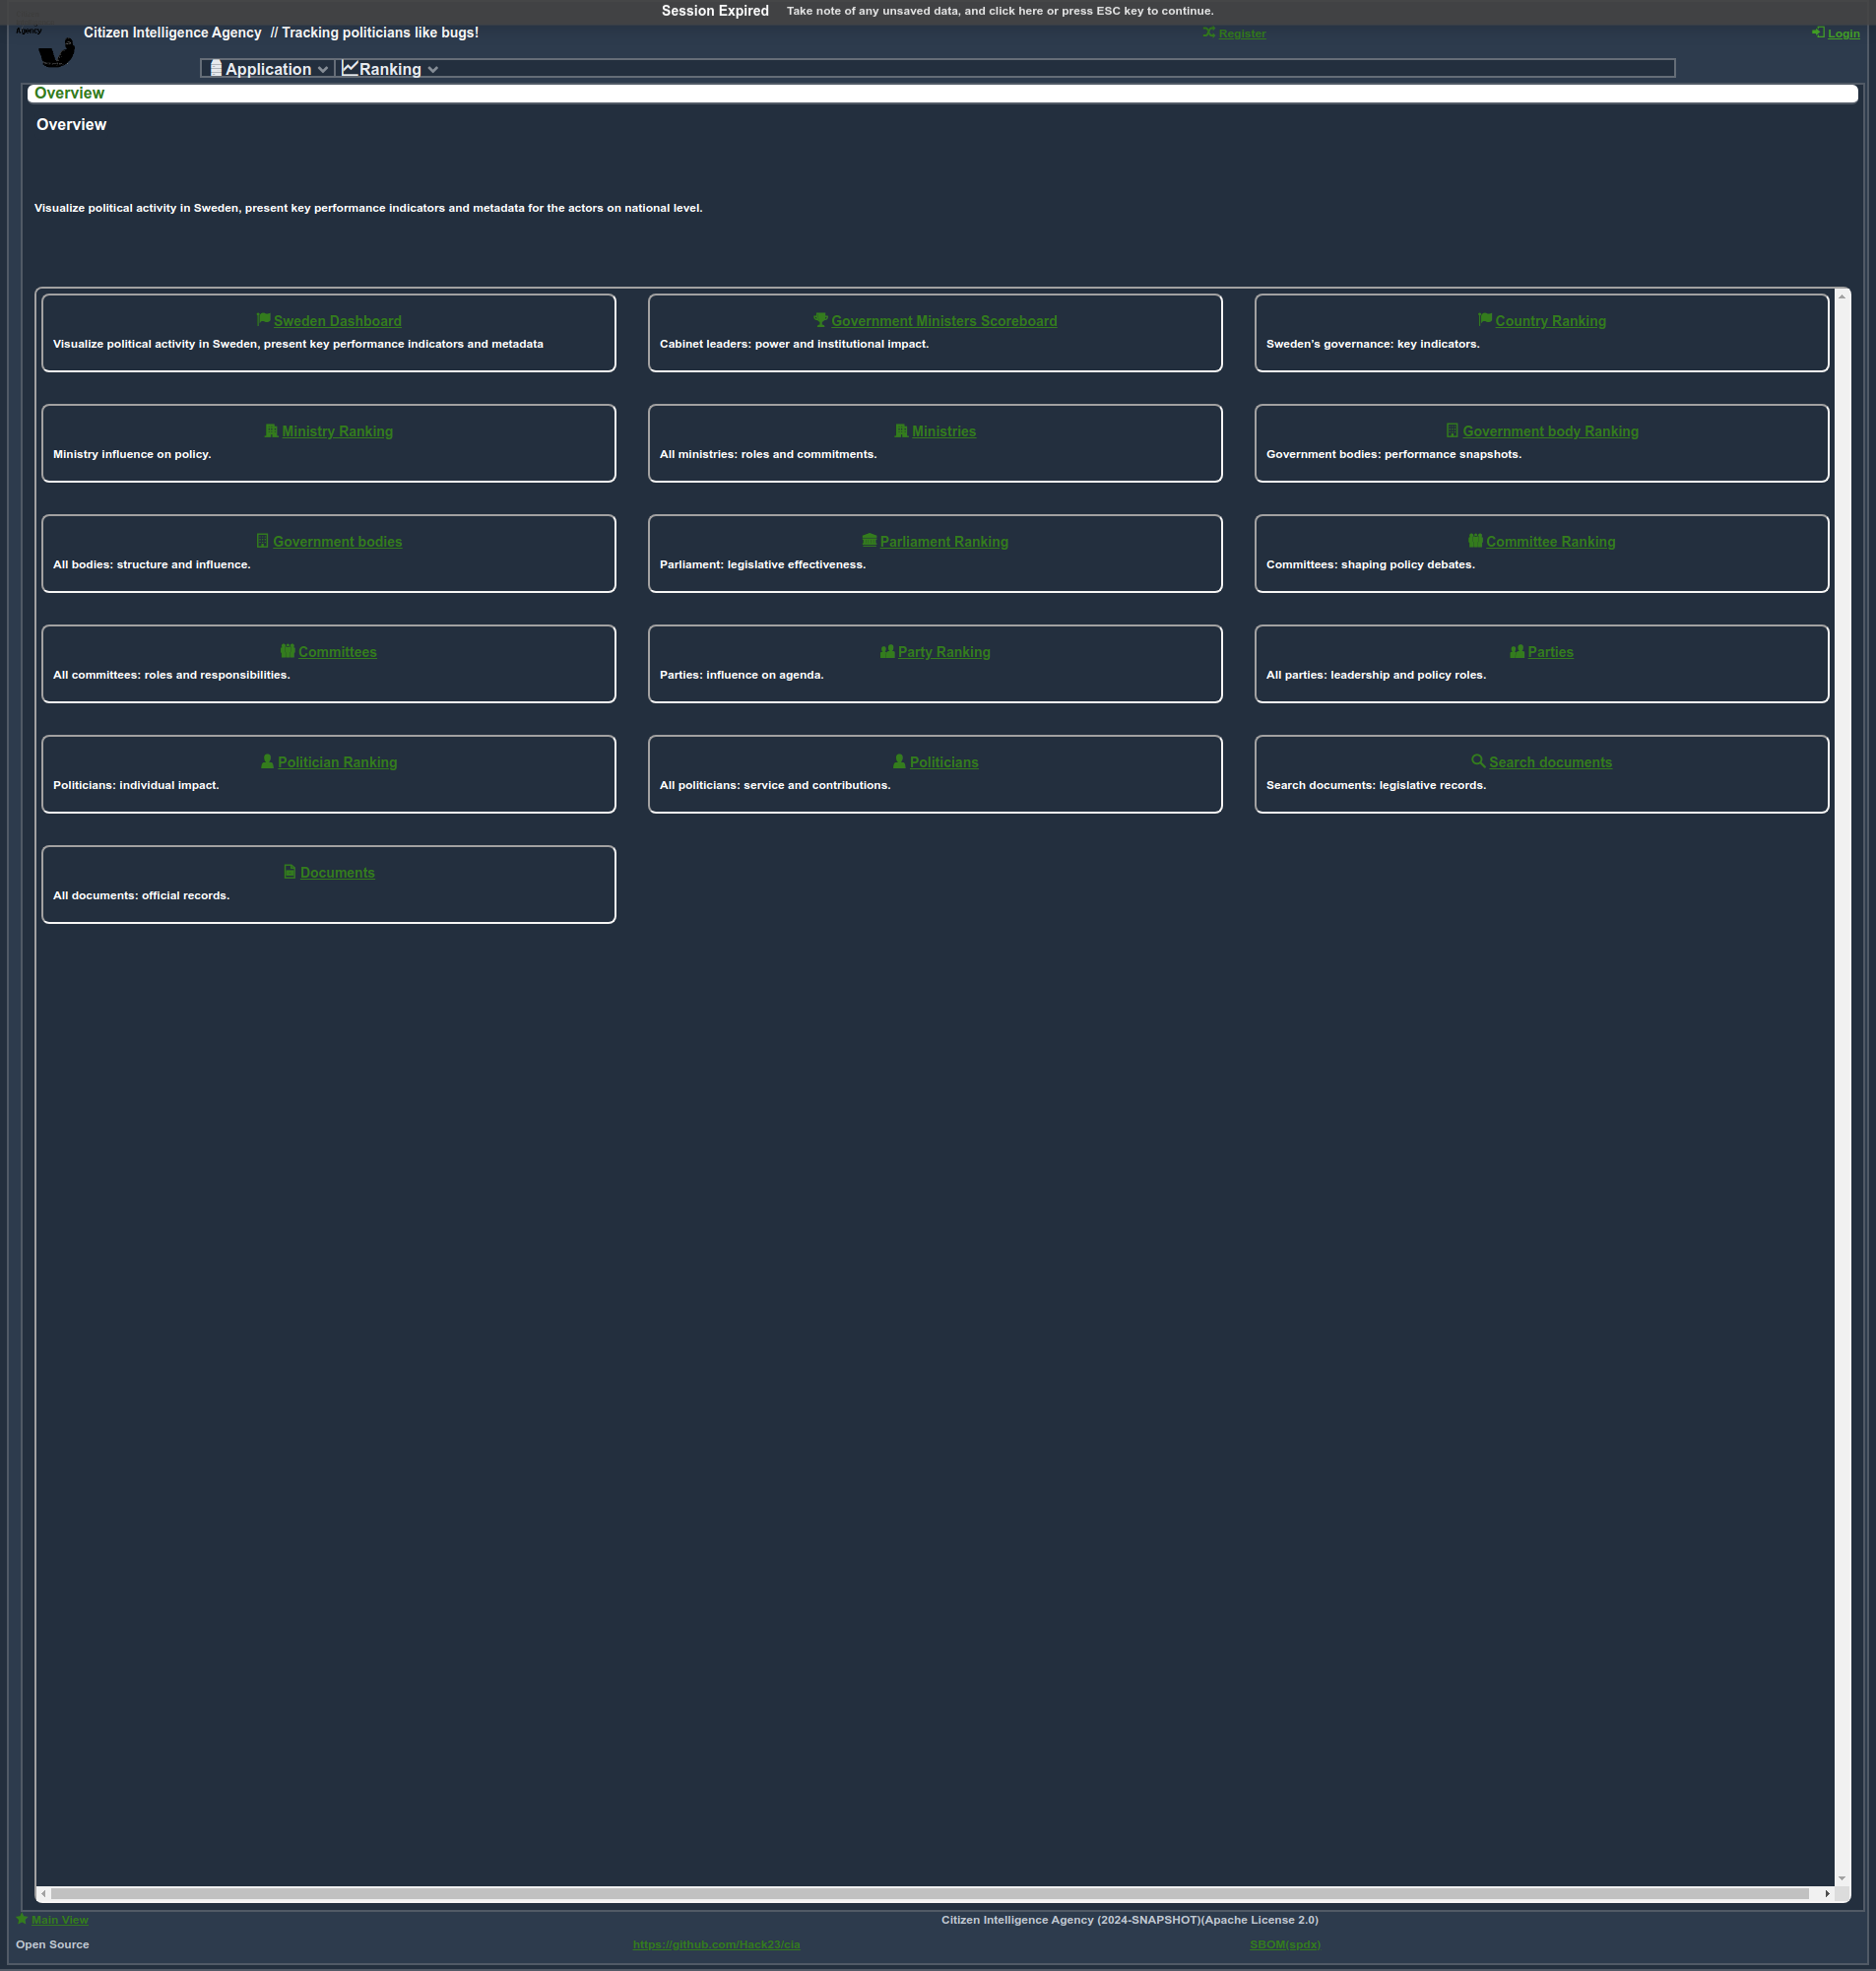 Session Expired Take note of any unsaved data, and click here or press ESC key to continue.
Agency
Citizen Intelligence Agency // Tracking politicians like bugs!
Register
Login
Application
Ranking
Overview
Overview
Visualize political activity in Sweden, present key performance indicators and metadata for the actors on national level.
Sweden Dashboard
Visualize political activity in Sweden, present key performance indicators and metadata
Government Ministers Scoreboard
Cabinet leaders: power and institutional impact.
Country Ranking
Sweden's governance: key indicators.
Ministry Ranking
Ministry influence on policy.
Ministries
All ministries: roles and commitments.
Government body Ranking
Government bodies: performance snapshots.
Government bodies
All bodies: structure and influence.
Parliament Ranking
Parliament: legislative effectiveness.
Committee Ranking
Committees: shaping policy debates.
Committees
All committees: roles and responsibilities.
Party Ranking
Parties: influence on agenda.
Parties
All parties: leadership and policy roles.
Politician Ranking
Politicians: individual impact.
Politicians
All politicians: service and contributions.
Search documents
Search documents: legislative records.
Documents
All documents: official records.
Main View
Citizen Intelligence Agency (2024-SNAPSHOT)(Apache License 2.0)
Open Source
https://github.com/Hack23/cia
SBOM(spdx)